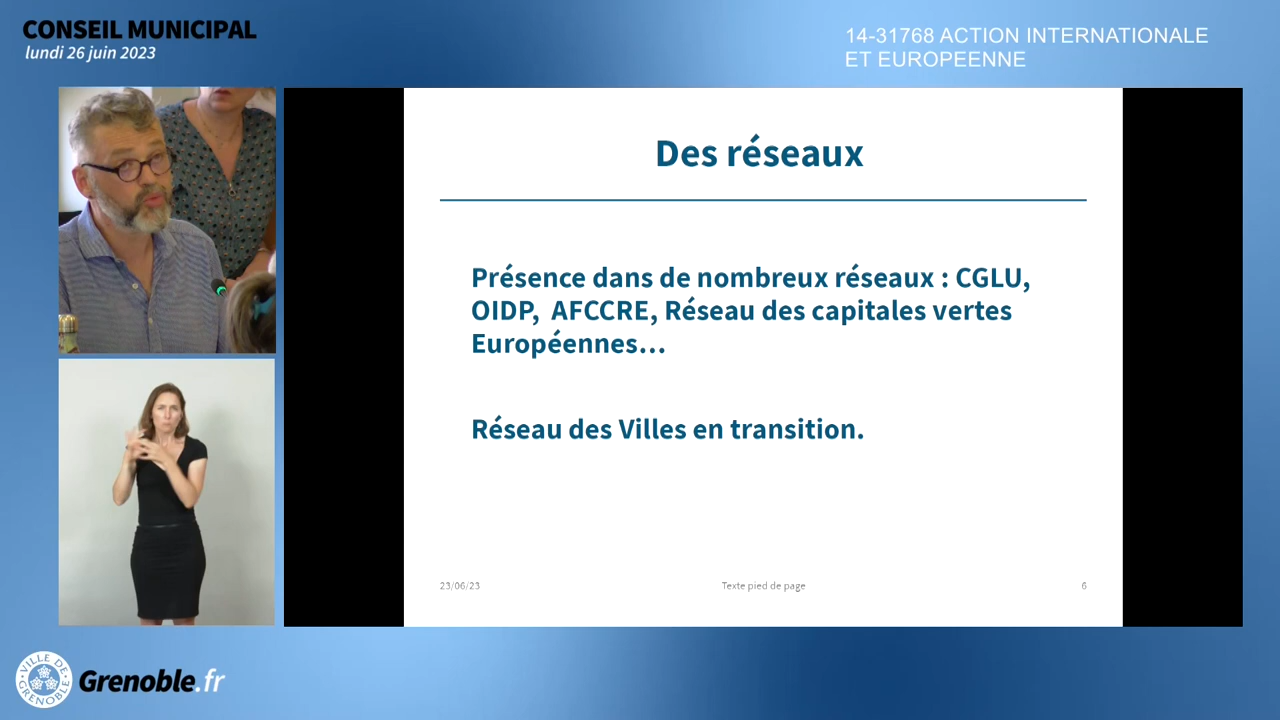 CONSEIL MUNICIPAL
lundi 26 juin 2023
14-31768 ACTION INTERNATIONALE
ET EUROPEENNE
Des réseaux
Présence dans de nombreux réseaux : CGLU,
OIDP, AFCCRE, Réseau des capitales vertes
Européennes...
Réseau des Villes en transition.
23/06/23
Texte pied de page
6
VILLE DE GRENOBLE
Grenoble.fr